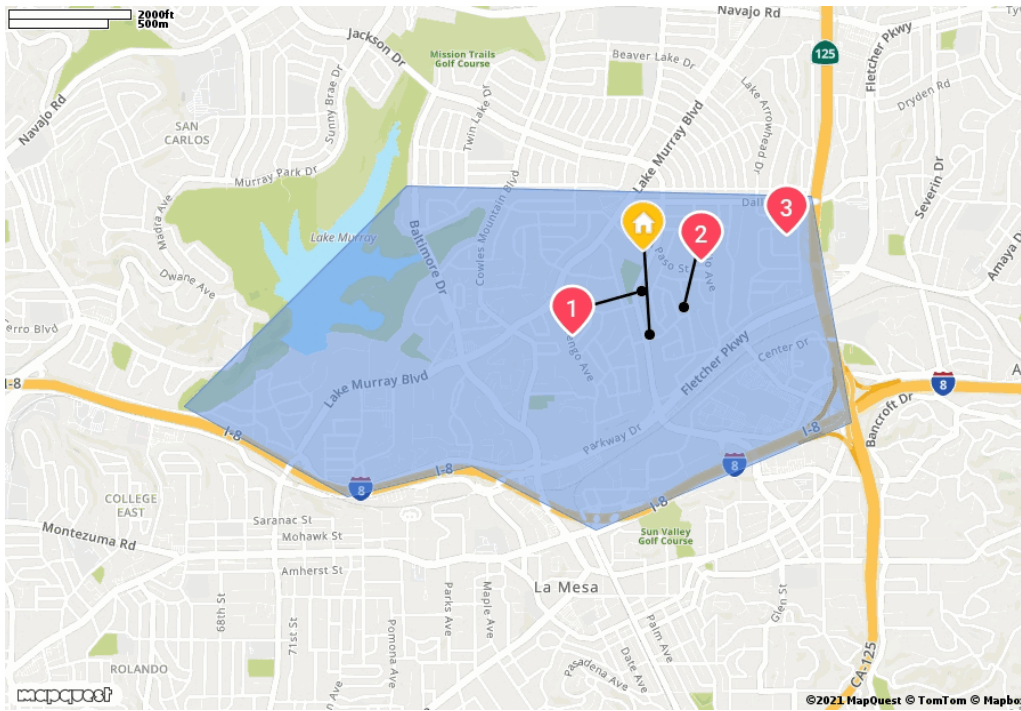 2000ft
500m
Navajo Rd
Jackson Dr
Mission Trails
Golf Course
Beaver Lake Dr
125
Fletcher Pkwy
Dryden Rd
Navajo Rd
SAN
CARLOS
Sunny Brae Dr
Twin Lake Dr
Lake Murray Blvd
Lake Arrowhead Dr
Severin Dr
Murray Park Dr
Cowles Mountain Blvd
3
2
Lake Murray
Baltimore Dr
Paso St
Amaya D
Dwane Ave
1
Fletcher Pkwy
Center Dr
I-8
Lake Murray Blvd
8
Bancroft Dr
I-8
Parkway Dr
I-8
I-8
8
8
I-8
COLLEGE
EAST
Saranac St
Mohawk St
Sun Valley
Golf Course
Montezuma Rd
Amherst St
La Mesa
68th St
71st St
Parks Ave
Maple Ave
Glen St
Pomona Ave
Palm Ave
Date Ave
Pasadena Ave
ROLANDO
CA-125
mapquest
©2021 MapQuest © TomTom © Mapbo